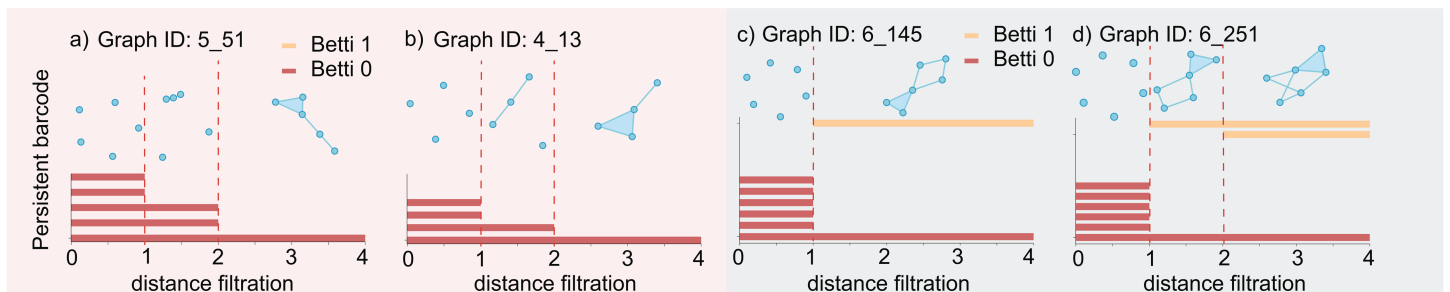 a) Graph ID: 5_51
Betti 1
Betti 0
b) Graph ID: 4_13
c) Graph ID: 6_145
Betti 1
Betti 0
d) Graph ID: 6_251
Persistent barcode
0 1 2 3 4
distance filtration
0 1 2 3 4
distance filtration
0 1 2 3 4
distance filtration
0 1 2 3 4
distance filtration